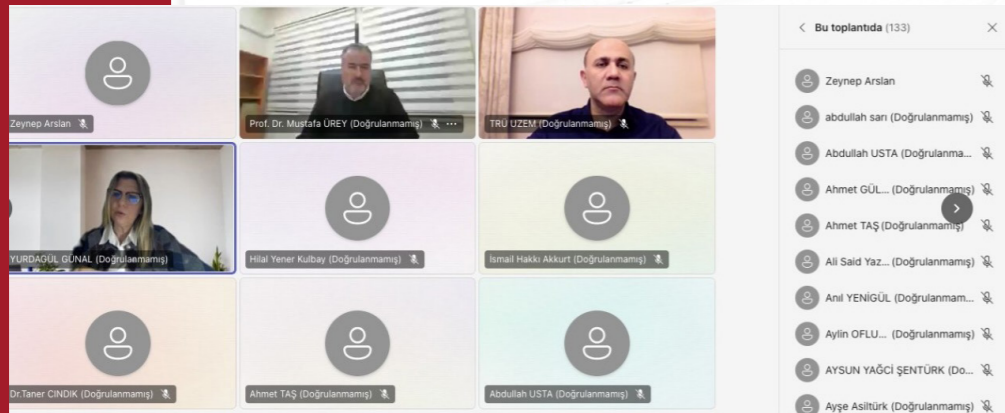 Zeynep Arslan
Prof. Dr. Mustafa ÜREY (Doğrulanmamış)
TRÜ UZEM (Doğrulanmamış)
YURDAGÜL GÜNAL (Doğrulanmamış)
Hilal Yener Kulbay (Doğrulanmamış)
İsmail Hakkı Akkurt (Doğrulanmamış)
Dr.Taner CINDIK (Doğrulanmamış)
Ahmet TAŞ (Doğrulanmamış)
Abdullah USTA (Doğrulanmamış)
Bu toplantıda (133)
Zeynep Arslan
abdullah sarı (Doğrulanmamış)
Abdullah USTA (Doğrulanma...
Ahmet GÜL... (Doğrulanmamış)
Ahmet TAŞ (Doğrulanmamış)
Ali Said Yaz... (Doğrulanmamış)
Anıl YENİGÜL (Doğrulanmam...
Aylin OFLU... (Doğrulanmamış)
AYSUN YAĞCİ ŞENTÜRK (Do...
Ayşe Asiltürk (Doğrulanmamış)